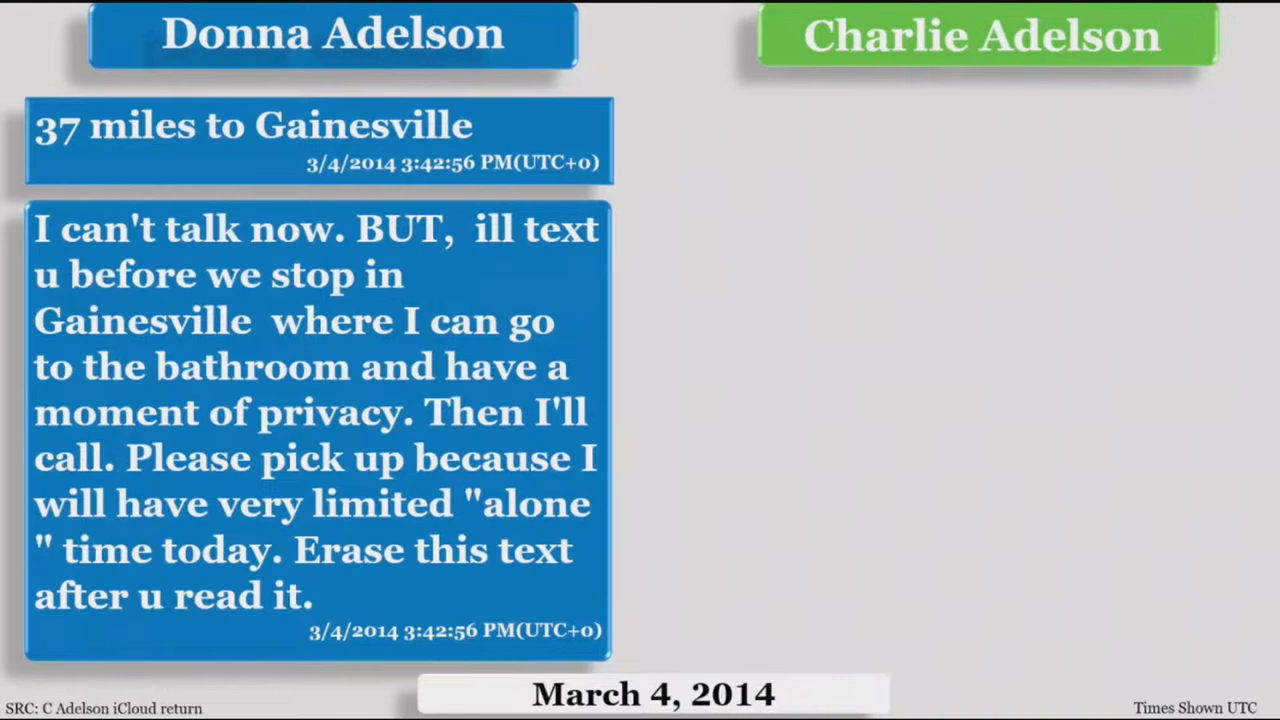 Donna Adelson
Charlie Adelson
37 miles to Gainesville
3/4/2014 3:42:56 PM(UTC+0)
I can't talk now. BUT,  ill text
u before we stop in
Gainesville  where I can go
to the bathroom and have a
moment of privacy. Then I'll
call. Please pick up because I
will have very limited "alone
" time today. Erase this text
after u read it.
3/4/2014 3:42:56 PM(UTC+0)
March 4, 2014
SRC: C Adelson iCloud return
Times Shown UTC